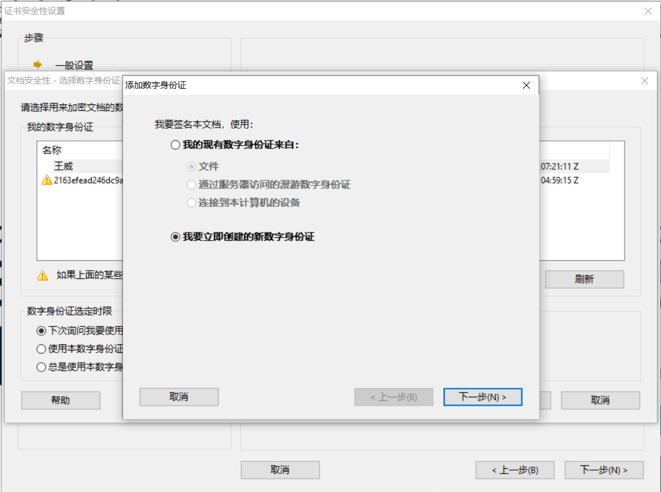 证书安全性设置
步骤
一般设置
文档安全性 - 选择数字身份证
添加数字身份证
请选择用来加密文档的数
我的数字身份证
名称
王威
07:21:11 Z
2163efead246dc9a
04:59:15 Z
我要签名本文档，使用：
我的现有数字身份证来自：
文件
通过服务器访问的漫游数字身份证
连接到本计算机的设备
我要立即创建的新数字身份证
如果上面的某些
刷新
数字身份证选定时限
下次询问我要使用
使用本数字身份证
总是使用本数字身
帮助
取消
< 上一步(B)
下一步(N) >
取消
取消
< 上一步(B)
下一步(N) >